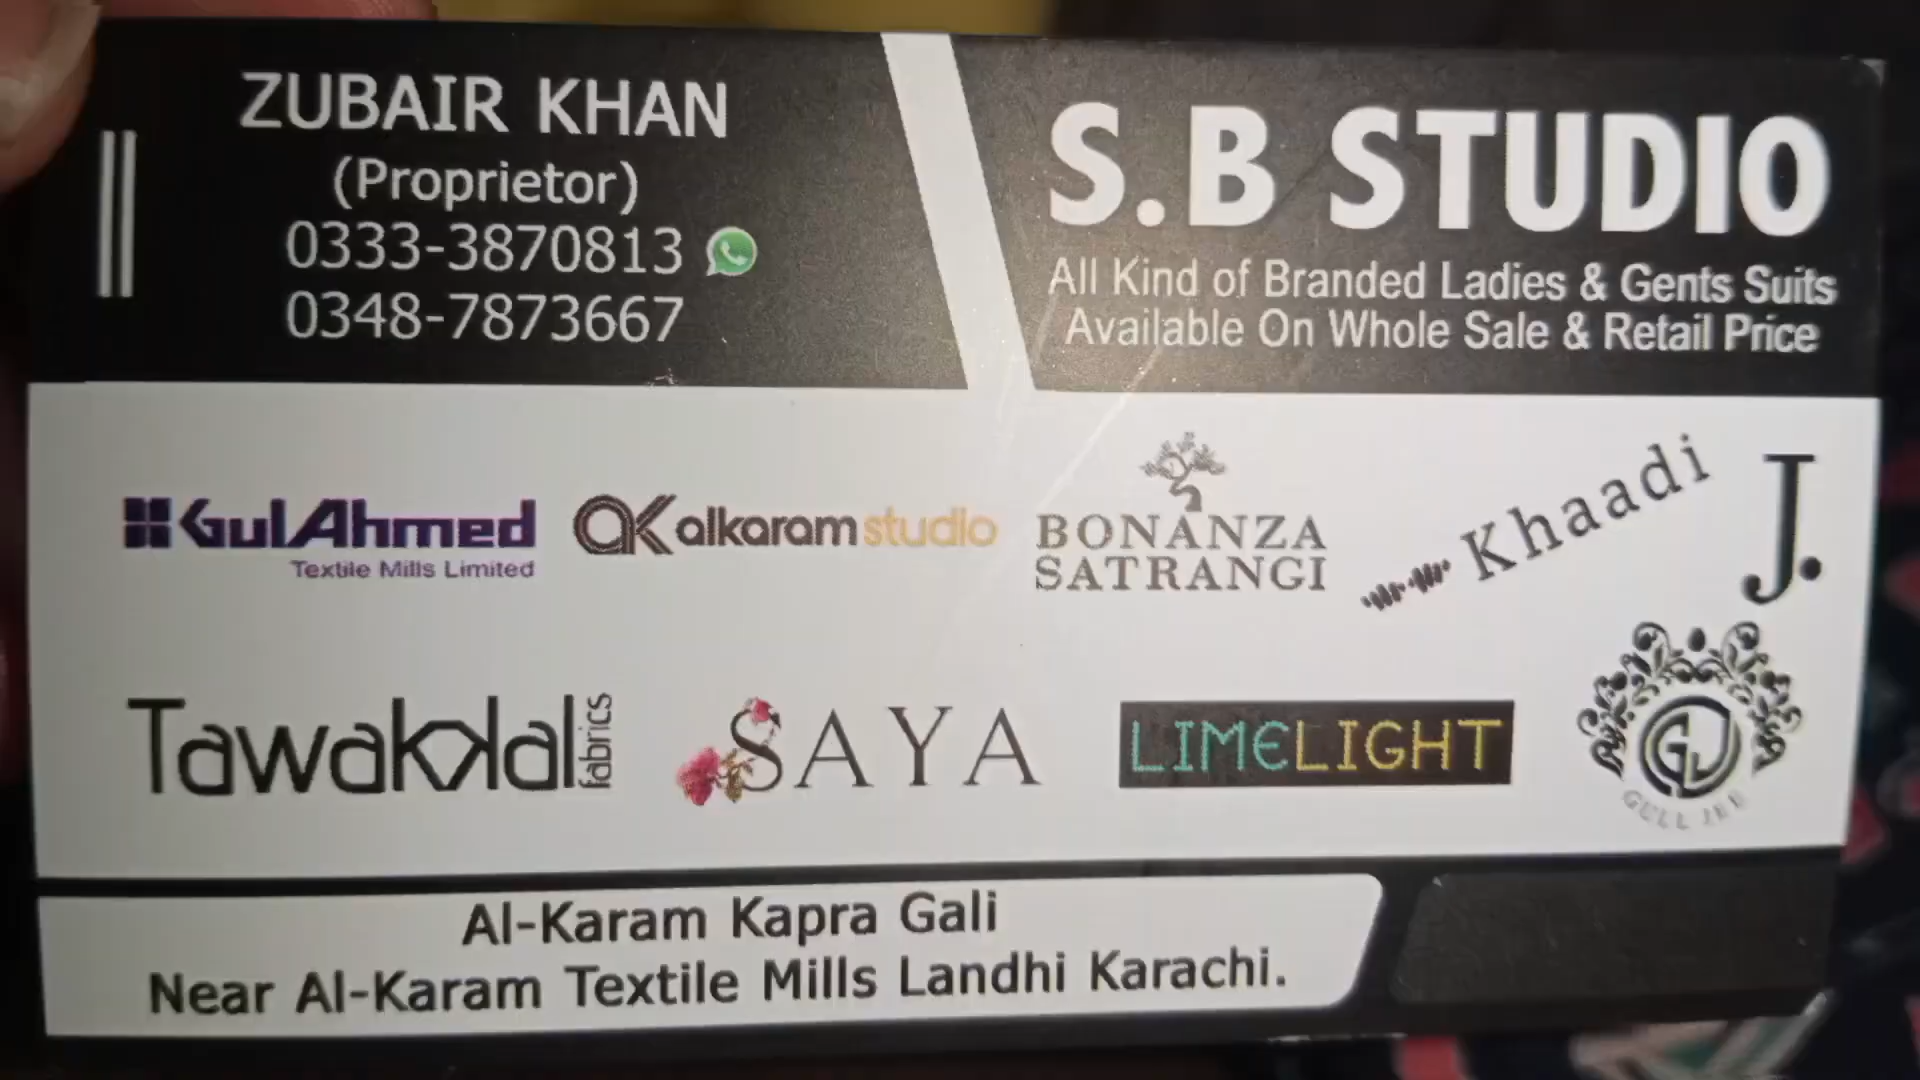 ZUBAIR KHAN
(Proprietor)
0333-3870813
0348-7873667
S.B STUDIO
All Kind of Branded Ladies & Gents Suits
Available On Whole Sale & Retail Price
GulAhmed
Textile Mills Limited
AK alkaram studio
BONANZA
SATRANGI
Khaadi
J.
Tawakkal fabrics
SAYA
LIMELIGHT
GJ
GULL JEE
Al-Karam Kapra Gali
Near Al-Karam Textile Mills Landhi Karachi.